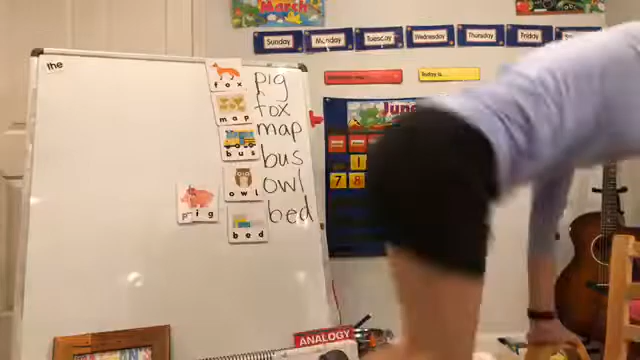 March
Sunday
Monday
Tuesday
Wednesday
Thursday
Friday
the
fox
pig
fox
map
map
bus
bus
owl
owl
pig
bed
bed
Today is
1
7 8
ANALOGY